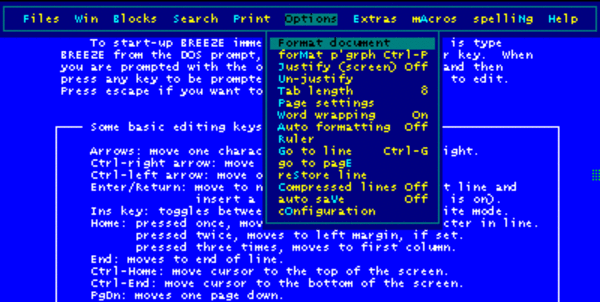 Files Win Blocks Search Print Options Extras mAcros spelliNg Help
To start-up BREEZE imme is type
BREEZE from the DOS prompt, r key. When
you are prompted with the o and then
press any key to be prompte to edit.
Press escape if you want to
Format document
forMat p'grph Ctrl-P
Justify (screen) Off
Un-justify
Tab length 8
Page settings
Word wrapping On
Auto formatting Off
Ruler
Go to line Ctrl-G
go to pagE
reStore line
Compressed lines Off
auto saVe Off
cOnfiguration
Some basic editing keys
Arrows: move one charac ight.
Ctrl-right arrow: move
Ctrl-left arrow: move o
Enter/Return: move to n t line and
insert a is on).
Ins key: toggles betwee ite mode.
Home: pressed once, mov cter in line.
pressed twice, moves to left margin, if set.
pressed three times, moves to first column.
End: moves to end of line.
Ctrl-Home: move cursor to the top of the screen.
Ctrl-End: move cursor to the bottom of the screen.
PgDn: moves one page down.